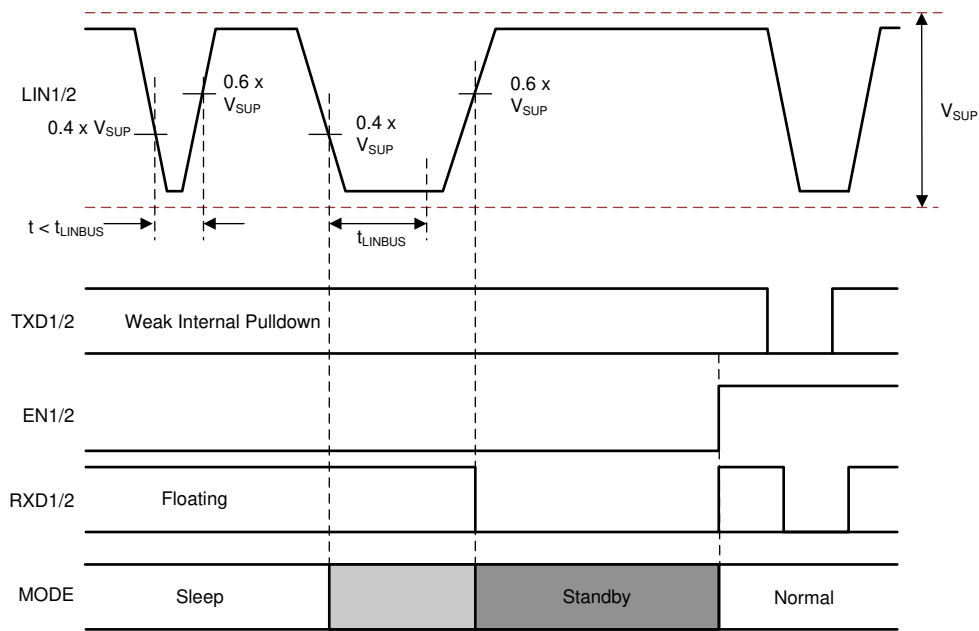 LIN1/2
0.4 x VSUP
0.6 x
VSUP
0.4 x
VSUP
0.6 x
VSUP
VSUP
t < tLINBUS
tLINBUS
TXD1/2
Weak Internal Pulldown
EN1/2
RXD1/2
Floating
MODE
Sleep
Standby
Normal